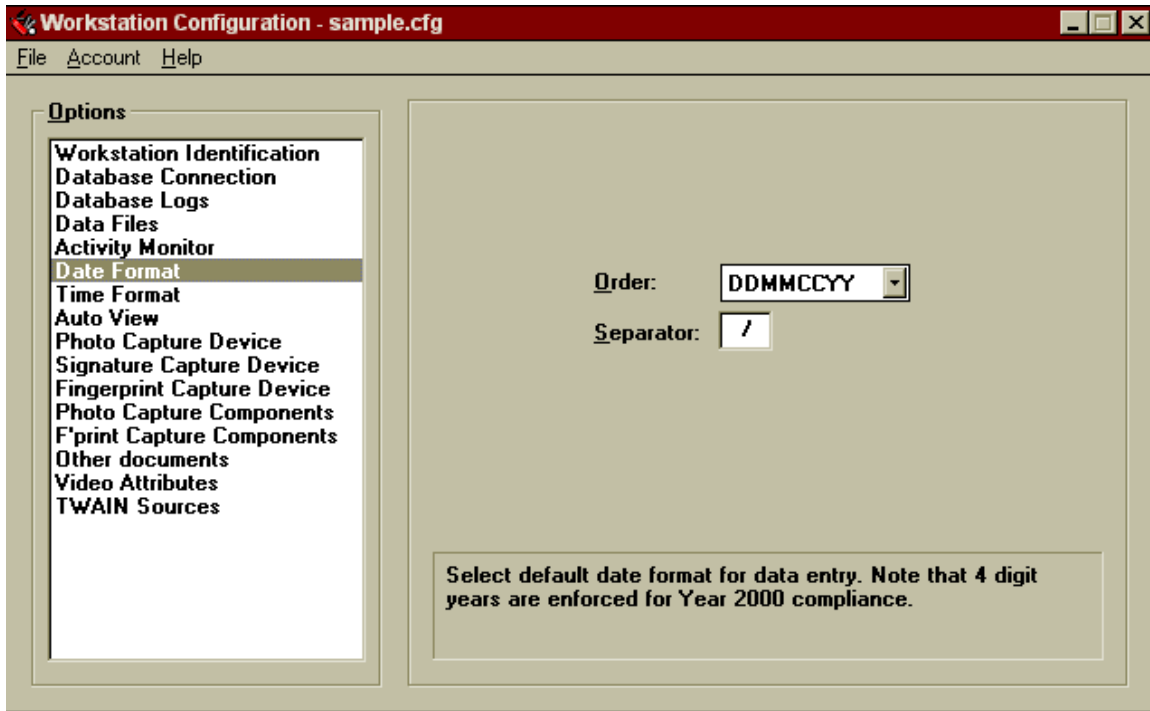 Workstation Configuration - sample.cfg
File Account Help
Options
Workstation Identification
Database Connection
Database Logs
Data Files
Activity Monitor
Date Format
Time Format
Auto View
Photo Capture Device
Signature Capture Device
Fingerprint Capture Device
Photo Capture Components
F'print Capture Components
Other documents
Video Attributes
TWAIN Sources
Order: DDMMCCYY
Separator: /
Select default date format for data entry. Note that 4 digit
years are enforced for Year 2000 compliance.